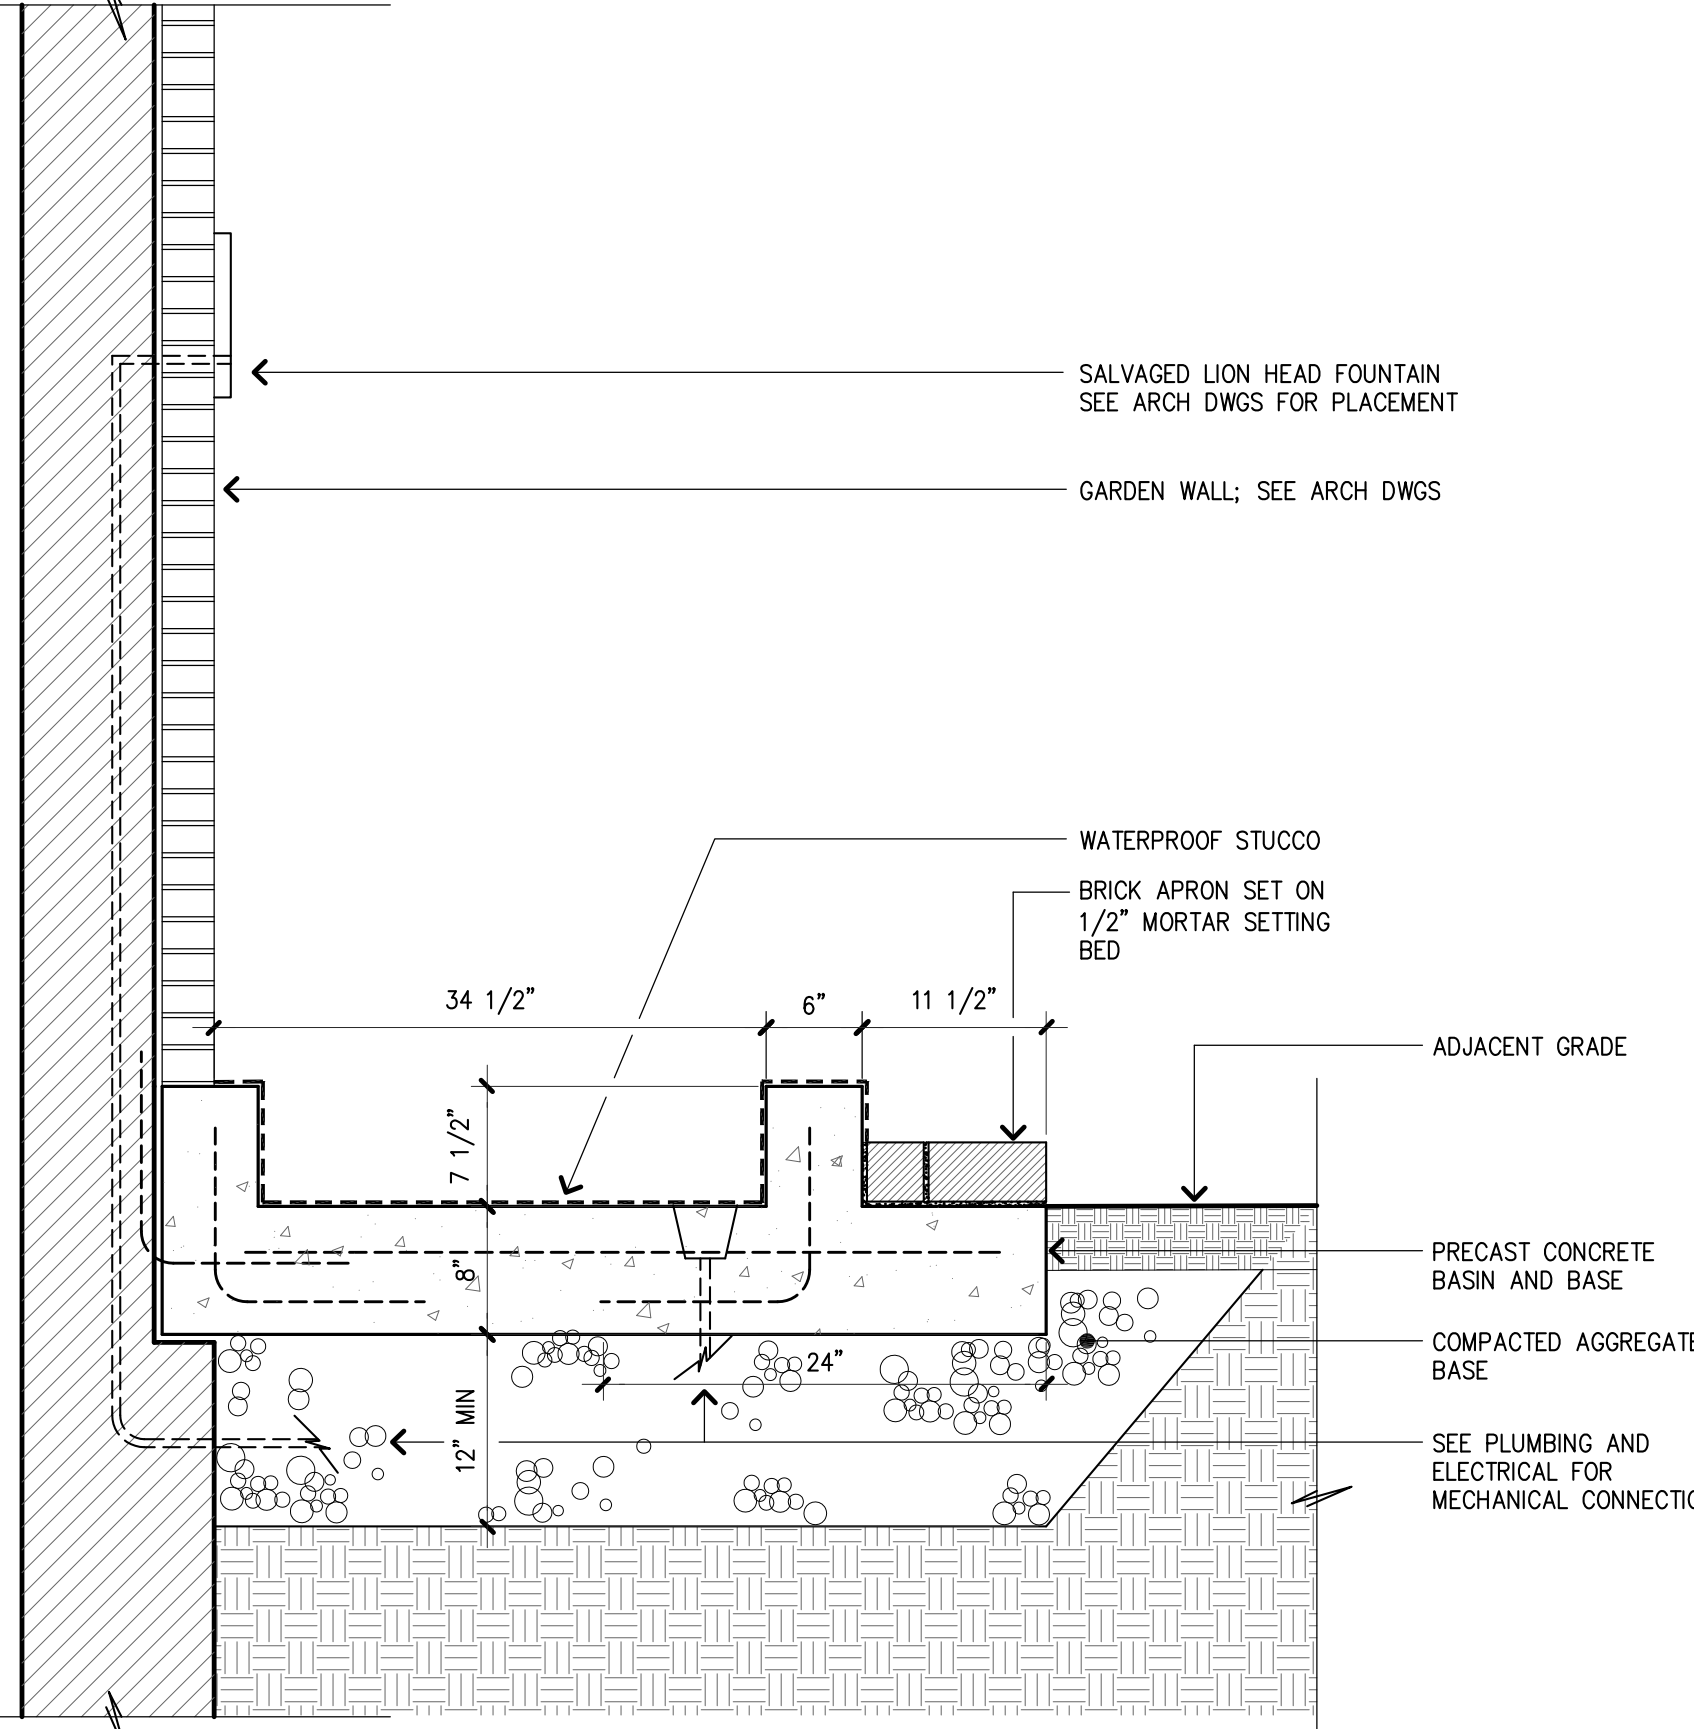 SALVAGED LION HEAD FOUNTAIN
SEE ARCH DWGS FOR PLACEMENT
GARDEN WALL; SEE ARCH DWGS
WATERPROOF STUCCO
BRICK APRON SET ON
1/2" MORTAR SETTING
BED
34 1/2"
6"
11 1/2"
ADJACENT GRADE
7 1/2"
8"
PRECAST CONCRETE
BASIN AND BASE
24"
COMPACTED AGGREGATE
BASE
12" MIN
SEE PLUMBING AND
ELECTRICAL FOR
MECHANICAL CONNECTIO